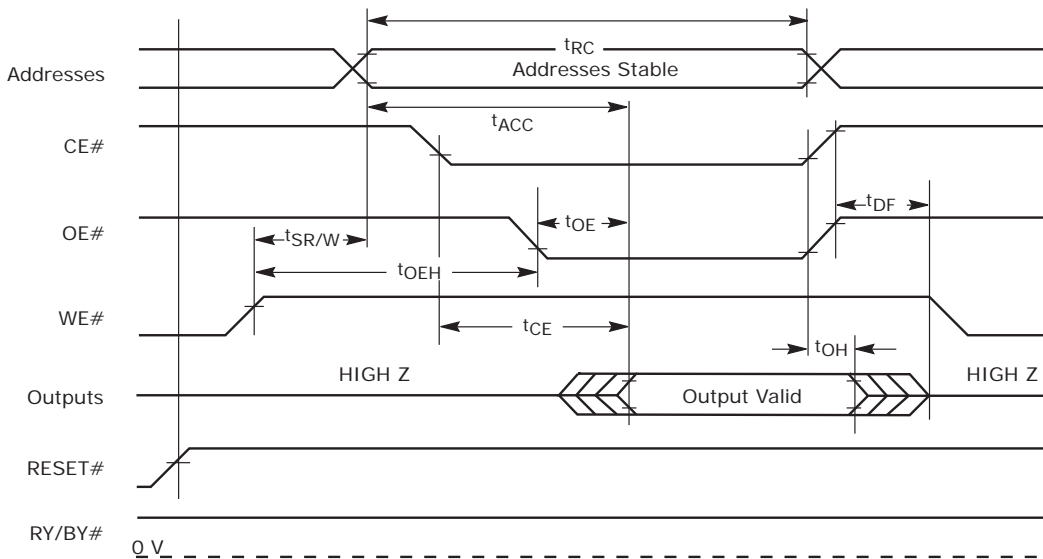 tRC
Addresses
Addresses Stable
tACC
CE#
tDF
OE#
tOE
tSR/W
tOEH
WE#
tCE
tOH
HIGH Z
HIGH Z
Outputs
Output Valid
RESET#
RY/BY#
0 V